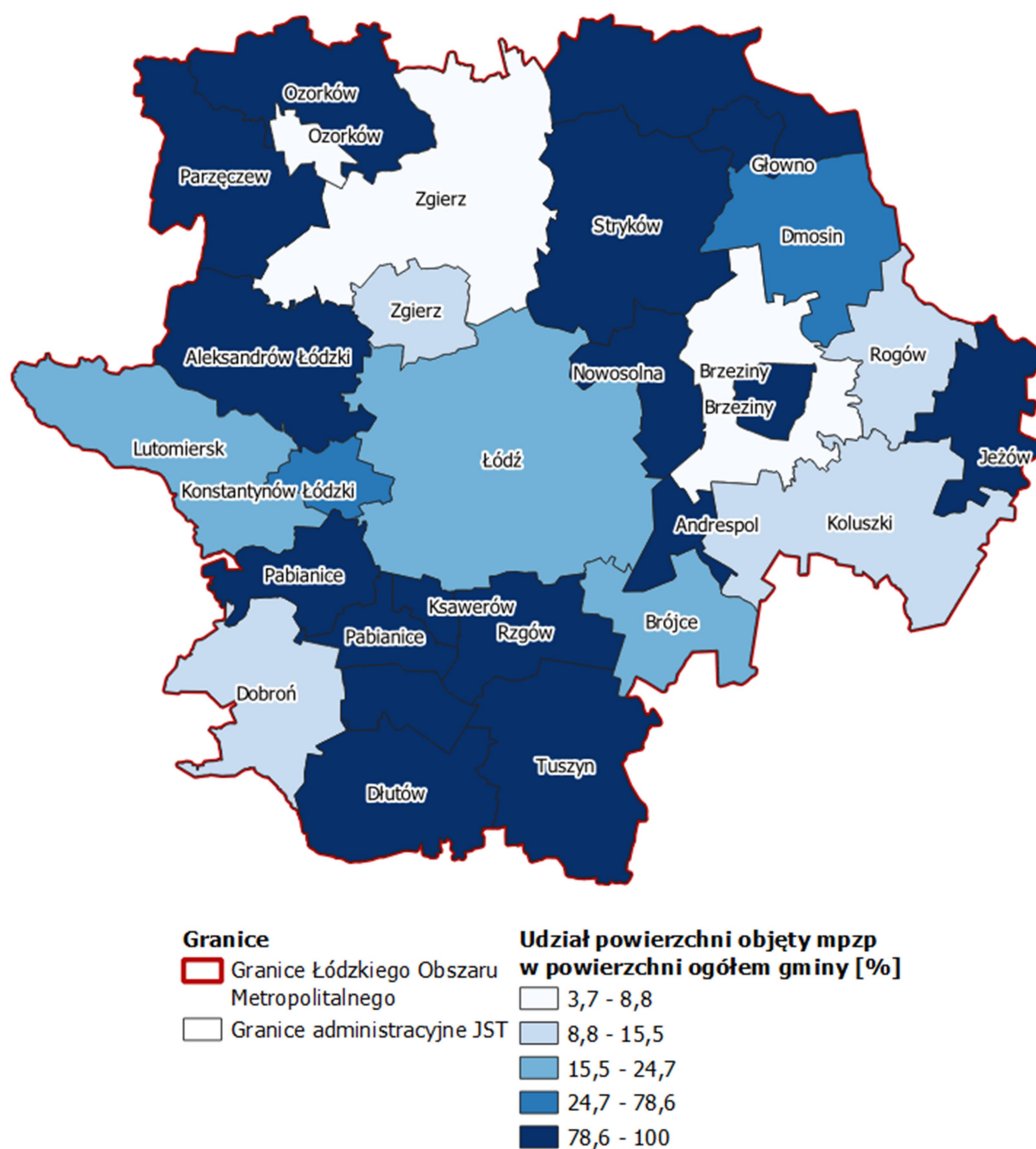 Ozorków
Ozorków
Parzęczew
Zgierz
Głowno
Stryków
Dmosin
Zgierz
Aleksandrów Łódzki
Nowosolna
Brzeziny
Rogów
Brzeziny
Lutomiersk
Łódź
Jeżów
Konstantynów Łódzki
Andrespol
Koluszki
Pabianice
Ksawerów
Pabianice
Rzgów
Brójce
Dobroń
Dłutów
Tuszyn
Granice
Granice Łódzkiego Obszaru
Metropolitalnego
Granice administracyjne JST
Udział powierzchni objęty mpzp
w powierzchni ogółem gminy [%]
3,7 - 8,8
8,8 - 15,5
15,5 - 24,7
24,7 - 78,6
78,6 - 100